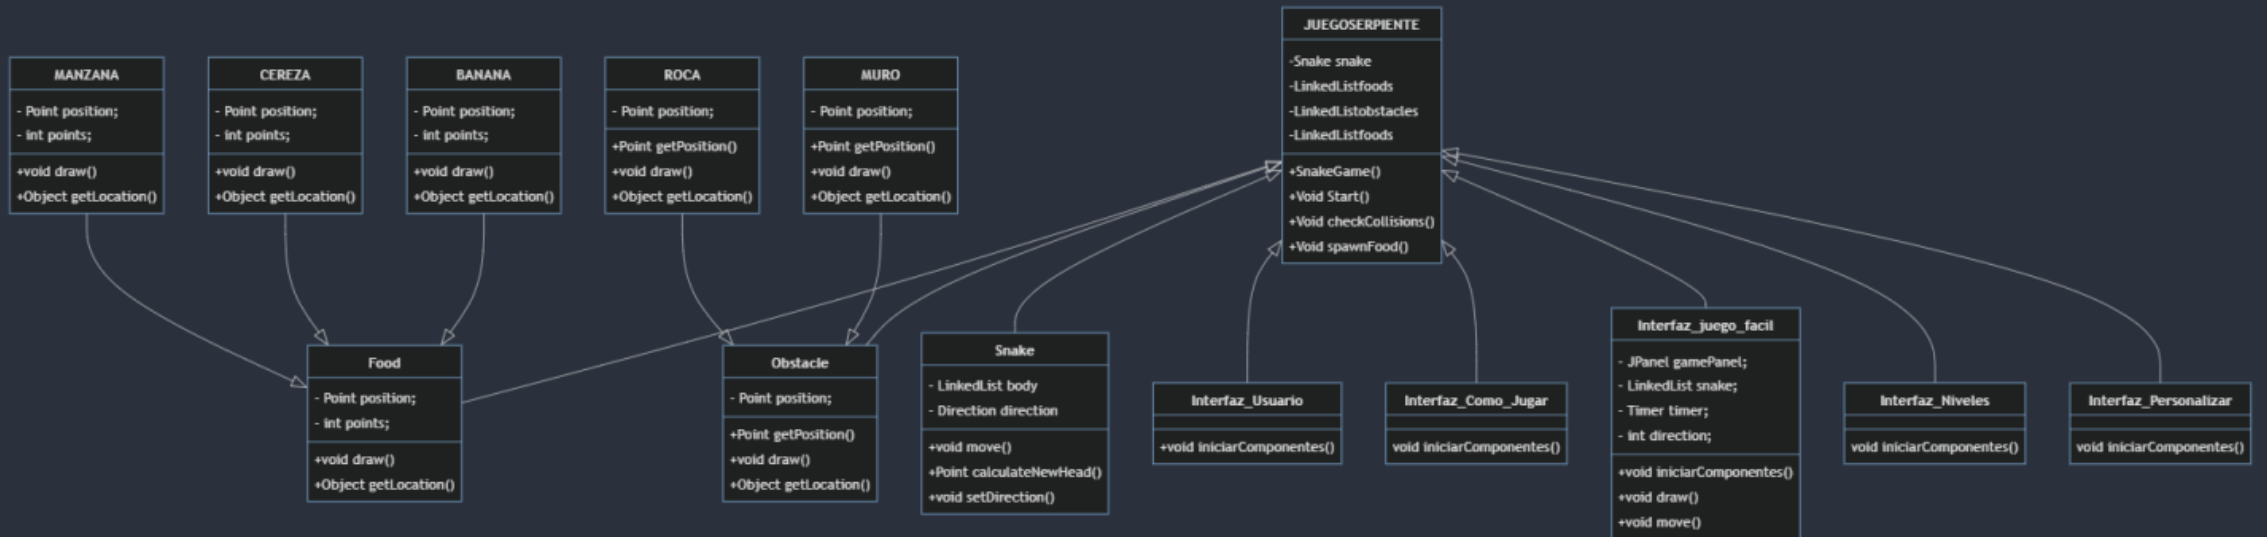 MANZANA
- Point position;
- int points;
+void draw()
+Object getLocation()
CEREZA
- Point position;
- int points;
+void draw()
+Object getLocation()
BANANA
- Point position;
- int points;
+void draw()
+Object getLocation()
ROCA
- Point position;
+Point getPosition()
+void draw()
+Object getLocation()
MURO
- Point position;
+Point getPosition()
+void draw()
+Object getLocation()
JUEGOSERPIENTE
-Snake snake
-LinkedListfoods
-LinkedListobstacles
-LinkedListfoods
+SnakeGame()
+Void Start()
+Void checkCollisions()
+Void spawnFood()
Food
- Point position;
- int points;
+void draw()
+Object getLocation()
Obstacle
- Point position;
+Point getPosition()
+void draw()
+Object getLocation()
Snake
- LinkedList body
- Direction direction
+void move()
+Point calculateNewHead()
+void setDirection()
Interfaz_Usuario
+void iniciarComponentes()
Interfaz_Como_Jugar
void iniciarComponentes()
Interfaz_juego_facil
- JPanel gamePanel;
- LinkedList snake;
- Timer timer;
- int direction;
+void iniciarComponentes()
+void draw()
+void move()
Interfaz_Niveles
void iniciarComponentes()
Interfaz_Personalizar
void iniciarComponentes()